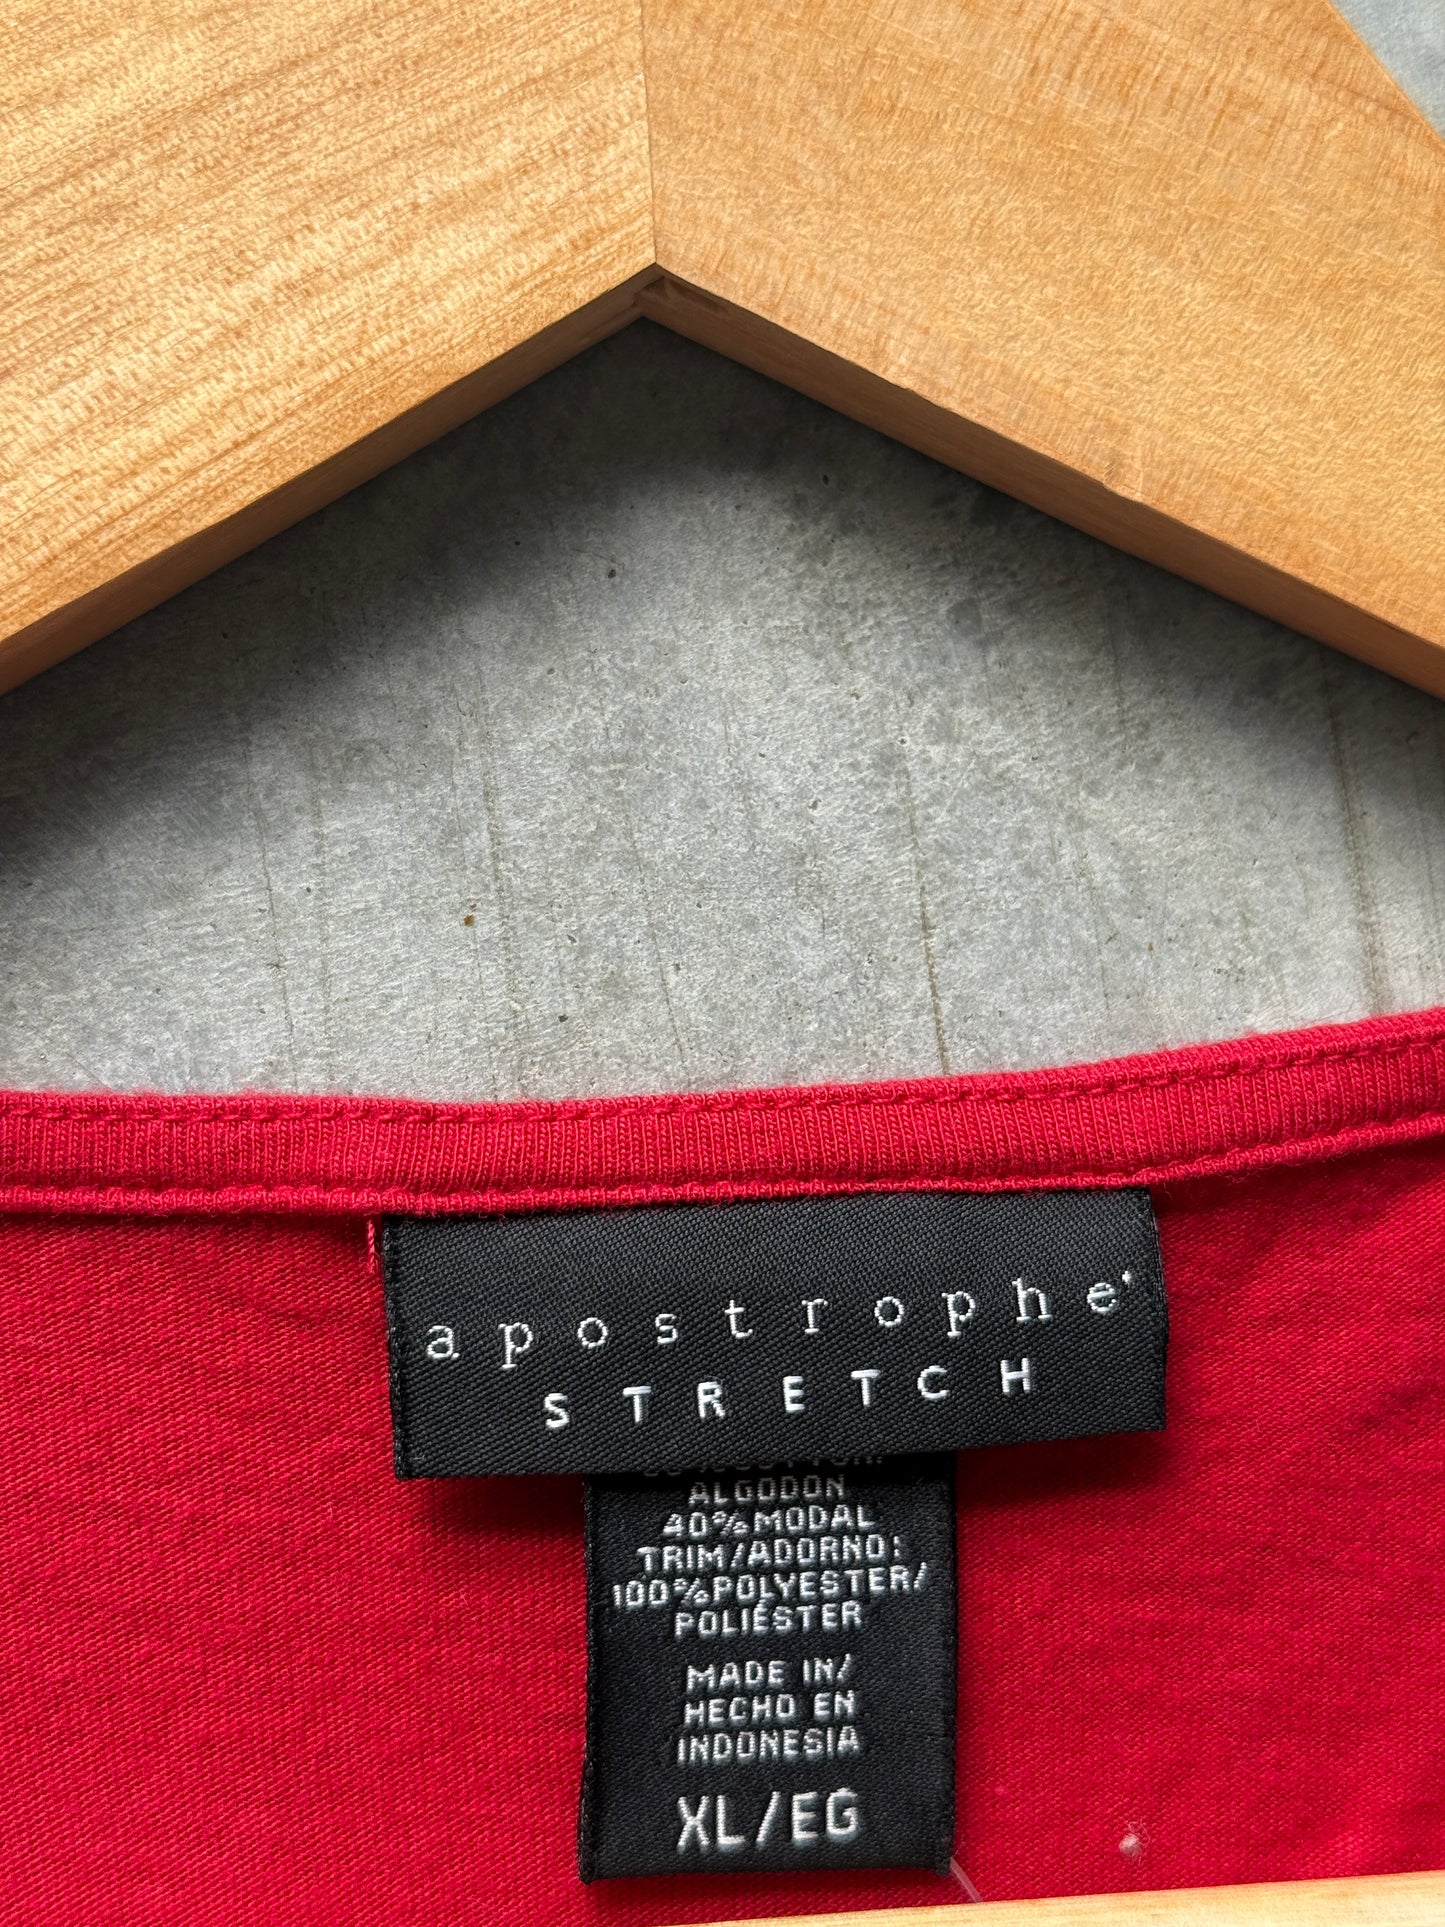 apostrophe'
STRETCH
ALGODON
40% MODAL
TRIM/ADORNO:
100% POLYESTER/
POLIÉSTER
MADE IN/
HECHO EN
INDONESIA
XL/EG